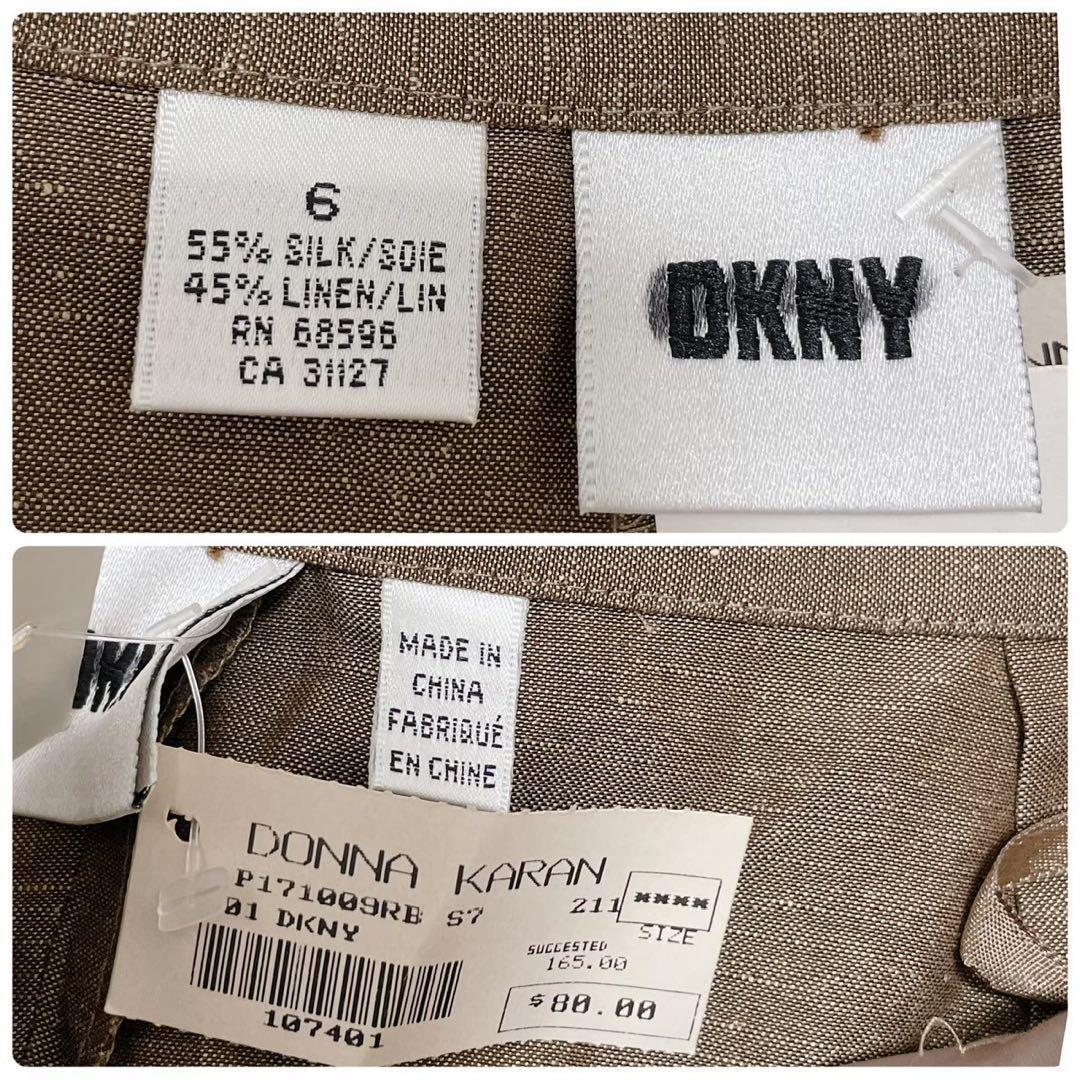 6
55% SILK/SOIE
45% LINEN/LIN
RN 68596
CA 31127
DKNY
MADE IN
CHINA
FABRIQUÉ
EN CHINE
DONNA KARAN
P171009RB S7 211 ****
01 DKNY SIZE
SUGGESTED
165.00
$80.00
107401